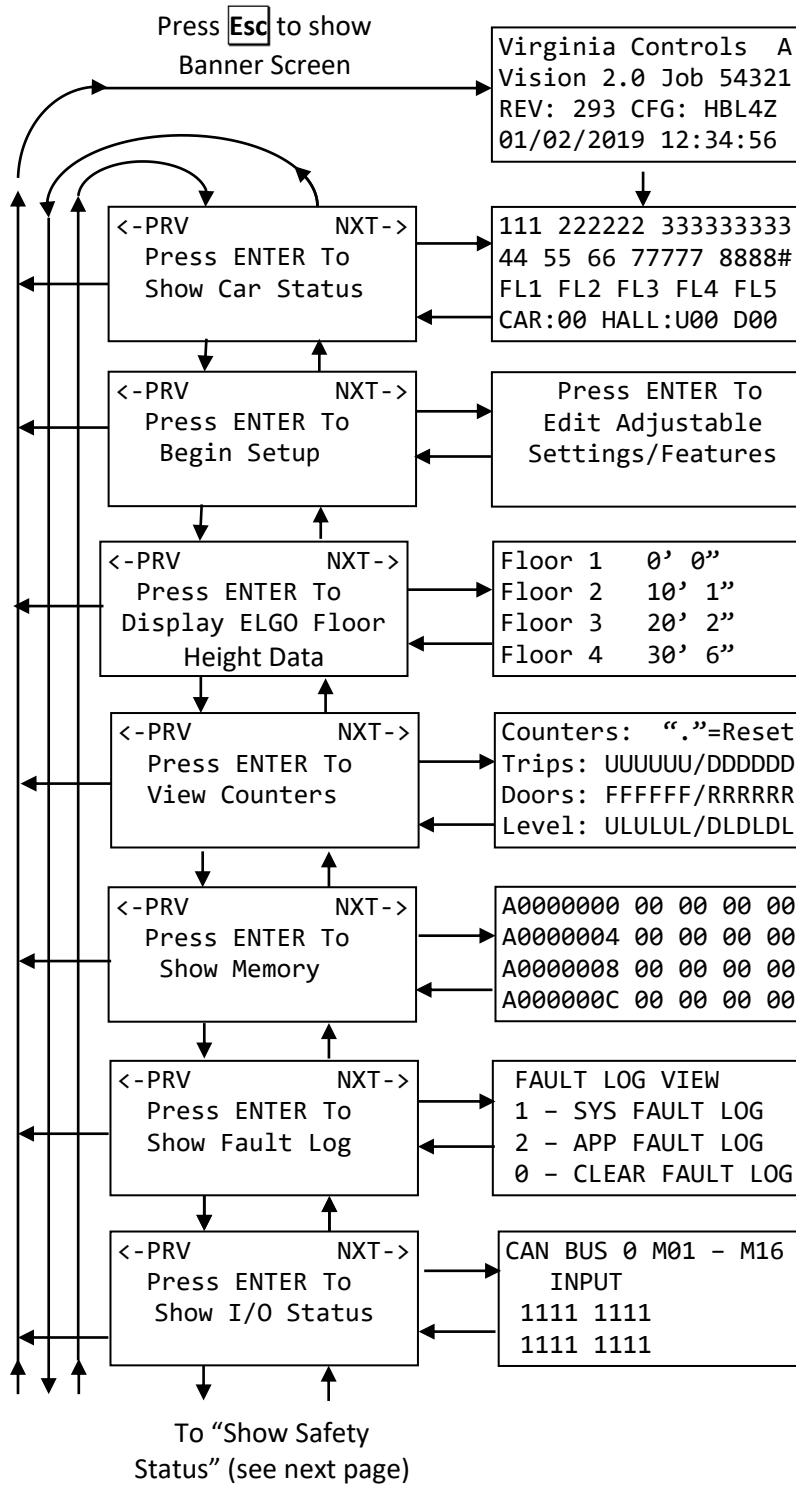 Press Esc to show
Banner Screen
Virginia Controls A
Vision 2.0 Job 54321
REV: 293 CFG: HBL4Z
01/02/2019 12:34:56
<-PRV NXT->
Press ENTER To
Show Car Status
111 222222 333333333
44 55 66 77777 8888#
FL1 FL2 FL3 FL4 FL5
CAR:00 HALL:U00 D00
<-PRV NXT->
Press ENTER To
Begin Setup
Press ENTER To
Edit Adjustable
Settings/Features
<-PRV NXT->
Press ENTER To
Display ELGO Floor
Height Data
Floor 1 0’ 0”
Floor 2 10’ 1”
Floor 3 20’ 2”
Floor 4 30’ 6”
<-PRV NXT->
Press ENTER To
View Counters
Counters: “.”=Reset
Trips: UUUUUU/DDDDDD
Doors: FFFFFF/RRRRRR
Level: ULULUL/DLDLDL
<-PRV NXT->
Press ENTER To
Show Memory
A0000000 00 00 00 00
A0000004 00 00 00 00
A0000008 00 00 00 00
A000000C 00 00 00 00
<-PRV NXT->
Press ENTER To
Show Fault Log
FAULT LOG VIEW
1 – SYS FAULT LOG
2 – APP FAULT LOG
0 – CLEAR FAULT LOG
<-PRV NXT->
Press ENTER To
Show I/O Status
CAN BUS 0 M01 – M16
INPUT
1111 1111
1111 1111
To “Show Safety
Status” (see next page)